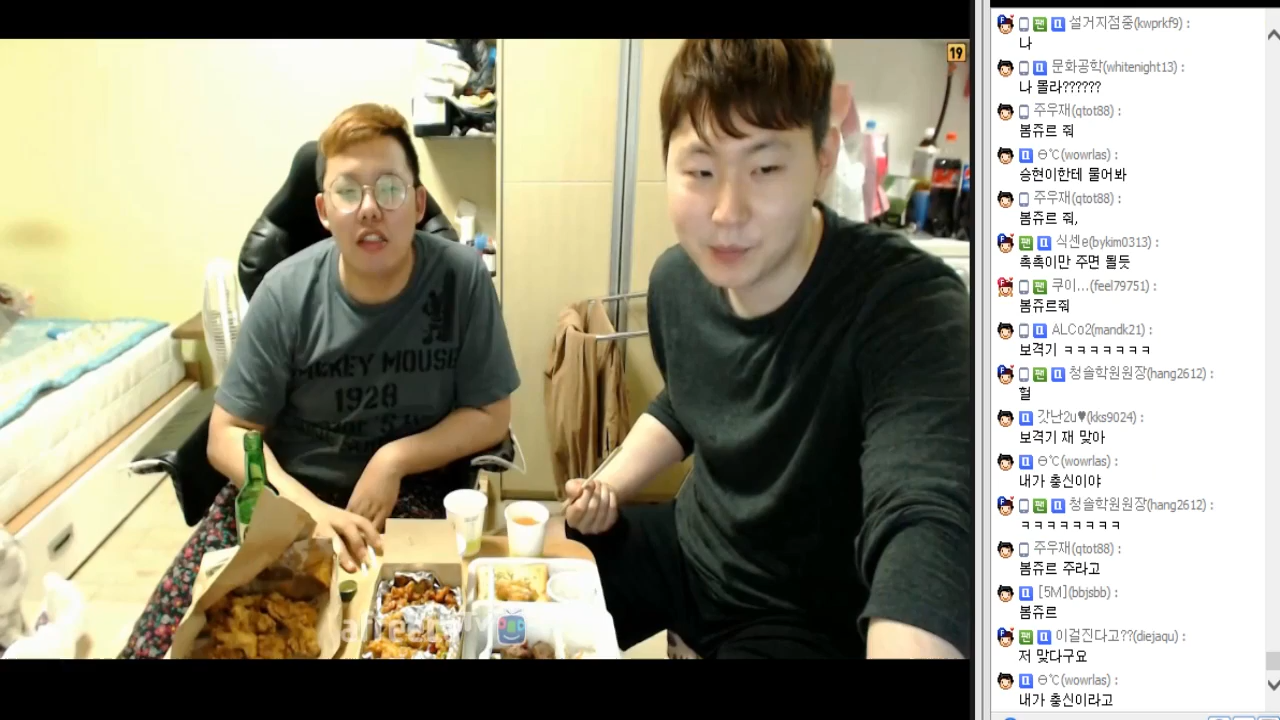 19
MICKEY MOUSE
1928
afreecaTV
설거지점중(kwprkf9) :
나
문화공학(whitenight13) :
나 몰라??????
주우재(qtot88) :
봄쥬르 줘
⊖℃(wowrlas) :
승현이한테 물어봐
주우재(qtot88) :
봄쥬르 줘,
식센e(bykim0313) :
촉촉이만 주면 될듯
쿠이...(feel79751) :
봄쥬르줘
ALCo2(mandk21) :
보격기 ㅋㅋㅋㅋㅋㅋㅋ
청솔학원원장(hang2612) :
헐
갓난2u♥(kks9024) :
보격기 재 맞아
⊖℃(wowrlas) :
내가 충신이야
청솔학원원장(hang2612) :
ㅋㅋㅋㅋㅋㅋㅋㅋ
주우재(qtot88) :
봄쥬르 주라고
[5M](bbjsbb) :
봄쥬르
이걸진다고??(diejaqu) :
저 맞다구요
⊖℃(wowrlas) :
내가 충신이라고